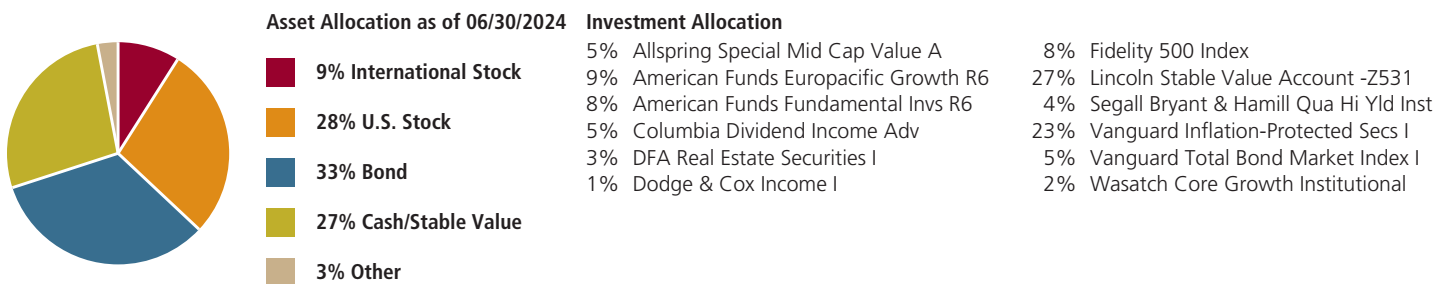 Asset Allocation as of 06/30/2024
9% International Stock
28% U.S. Stock
33% Bond
27% Cash/Stable Value
3% Other
Investment Allocation
5% Allspring Special Mid Cap Value A
9% American Funds Europacific Growth R6
8% American Funds Fundamental Invs R6
5% Columbia Dividend Income Adv
3% DFA Real Estate Securities I
1% Dodge & Cox Income I
8% Fidelity 500 Index
27% Lincoln Stable Value Account -Z531
4% Segall Bryant & Hamill Qua Hi Yld Inst
23% Vanguard Inflation-Protected Secs I
5% Vanguard Total Bond Market Index I
2% Wasatch Core Growth Institutional